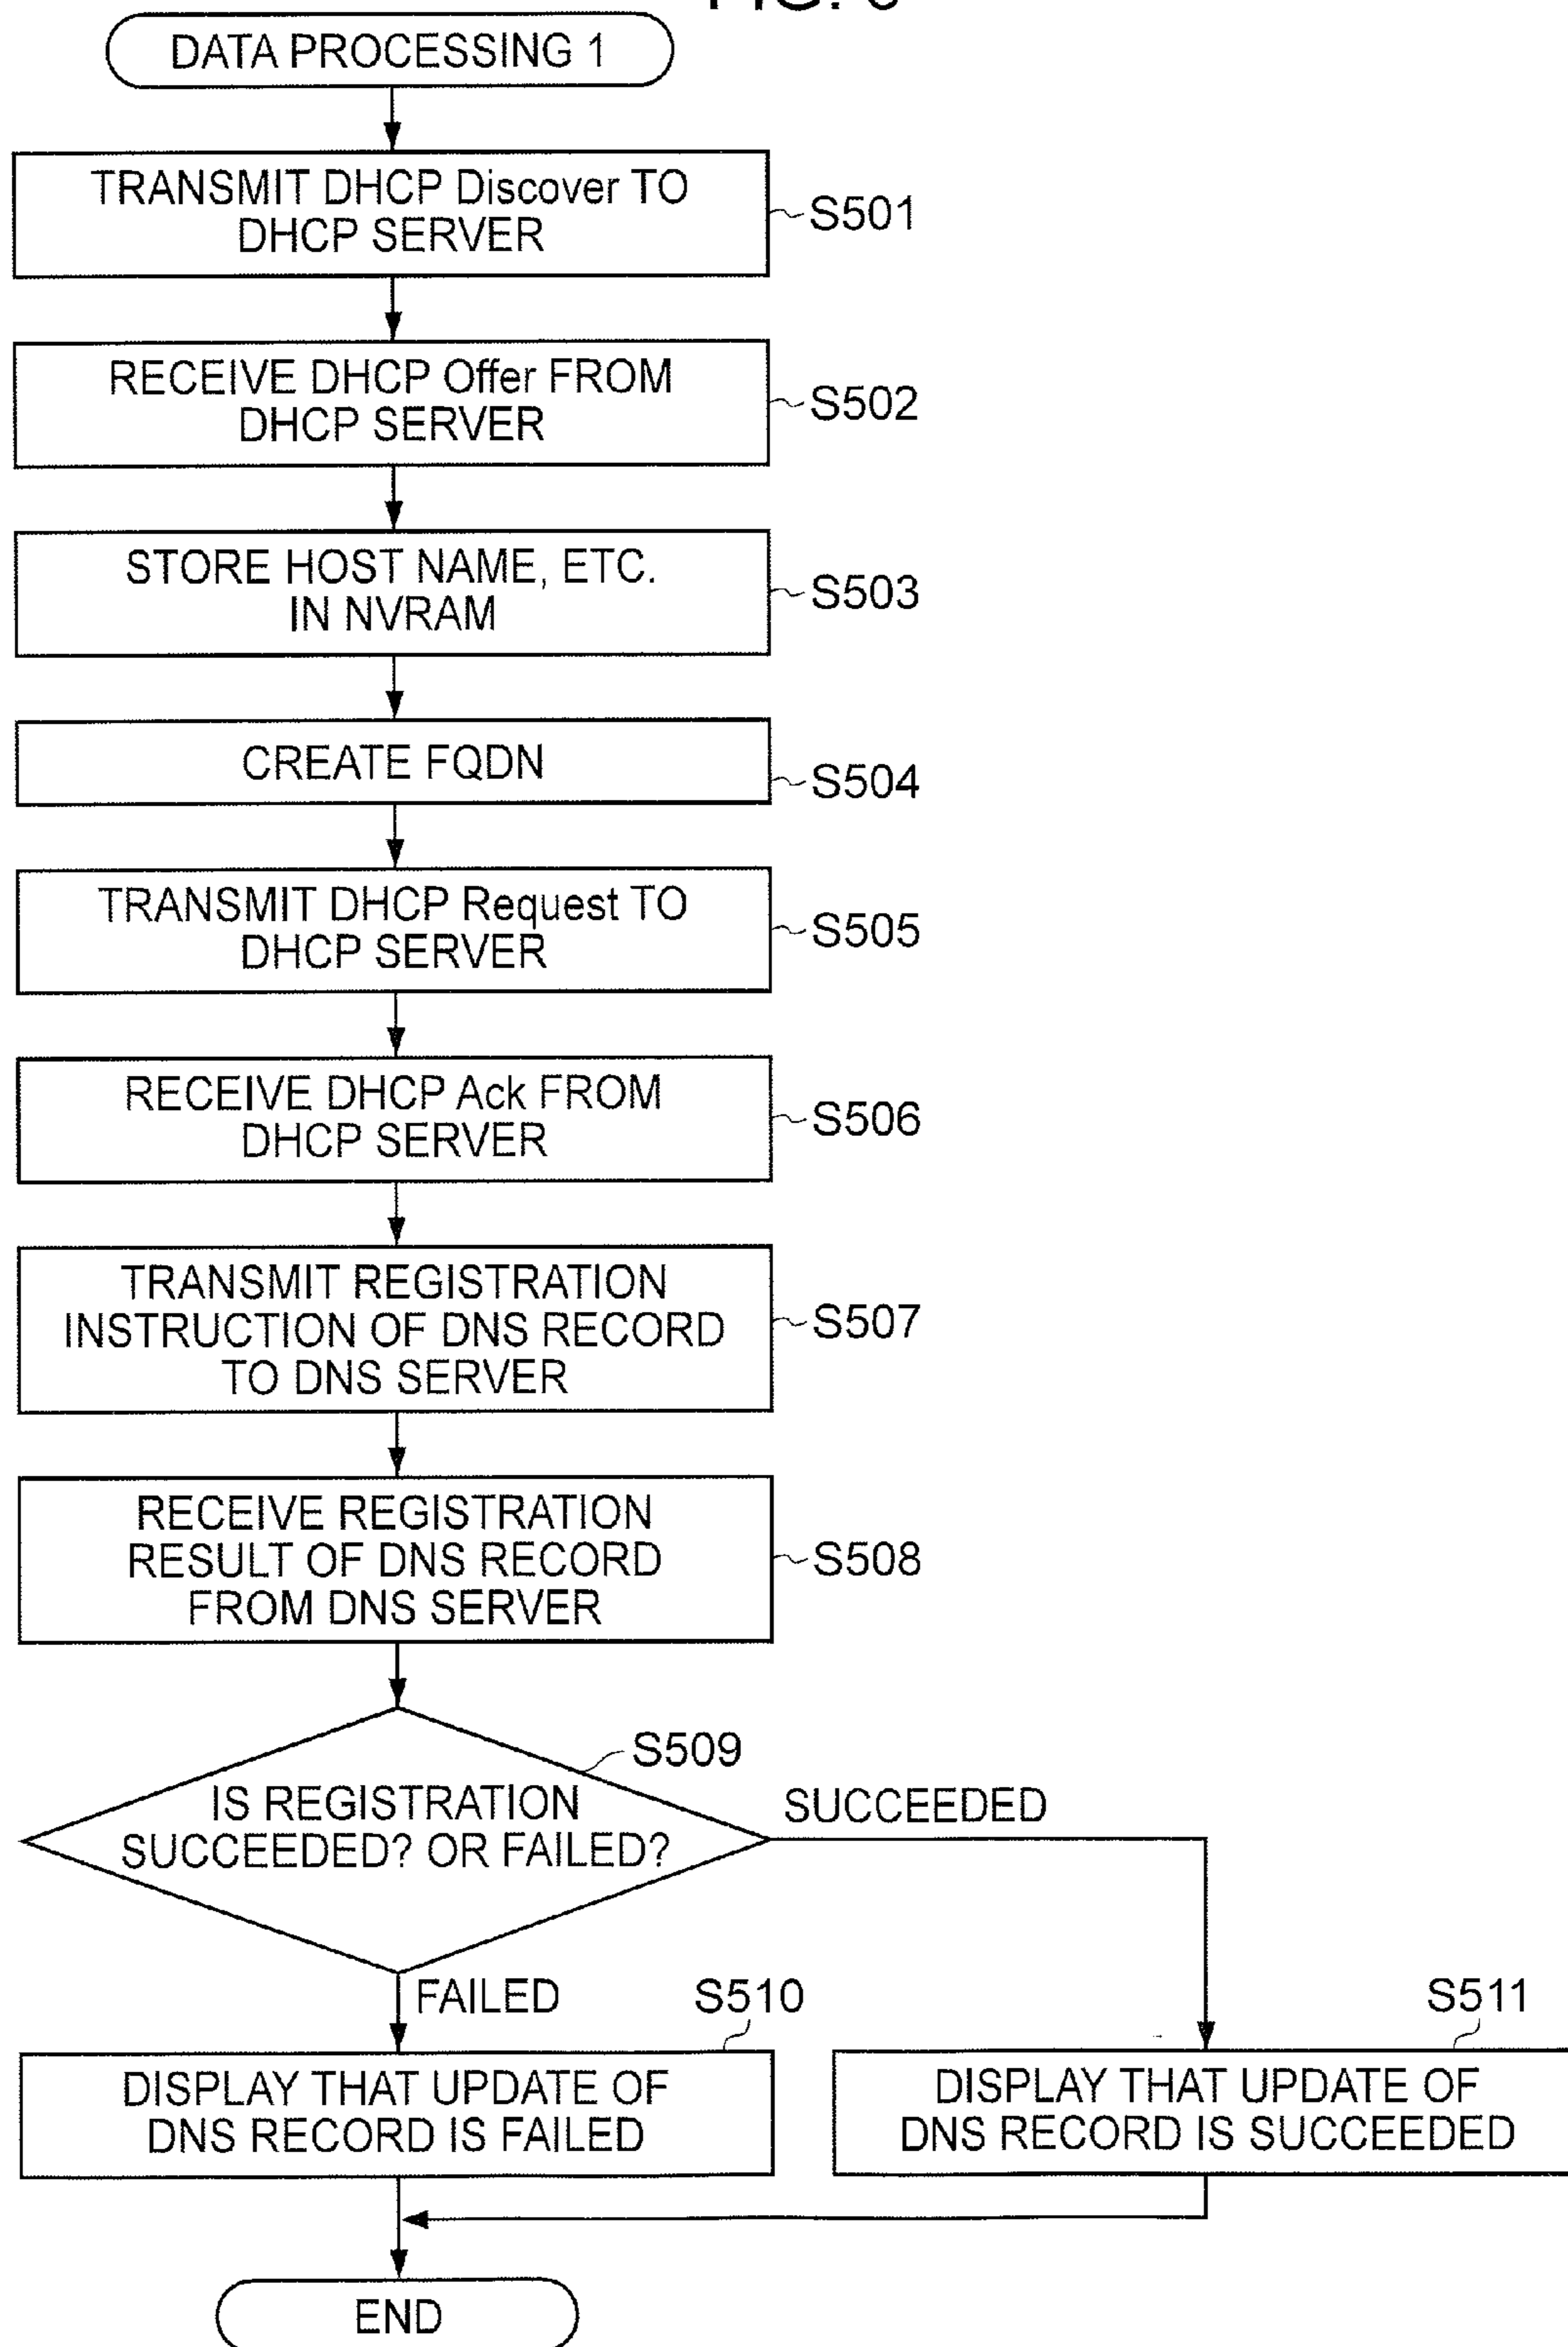 DATA PROCESSING 1
TRANSMIT DHCP Discover TO
DHCP SERVER
S501
RECEIVE DHCP Offer FROM
DHCP SERVER
S502
STORE HOST NAME, ETC.
IN NVRAM
S503
CREATE FQDN
S504
TRANSMIT DHCP Request TO
DHCP SERVER
S505
RECEIVE DHCP Ack FROM
DHCP SERVER
S506
TRANSMIT REGISTRATION
INSTRUCTION OF DNS RECORD
TO DNS SERVER
S507
RECEIVE REGISTRATION
RESULT OF DNS RECORD
FROM DNS SERVER
S508
S509
IS REGISTRATION
SUCCEEDED? OR FAILED?
SUCCEEDED
FAILED
S510
DISPLAY THAT UPDATE OF
DNS RECORD IS FAILED
S511
DISPLAY THAT UPDATE OF
DNS RECORD IS SUCCEEDED
END